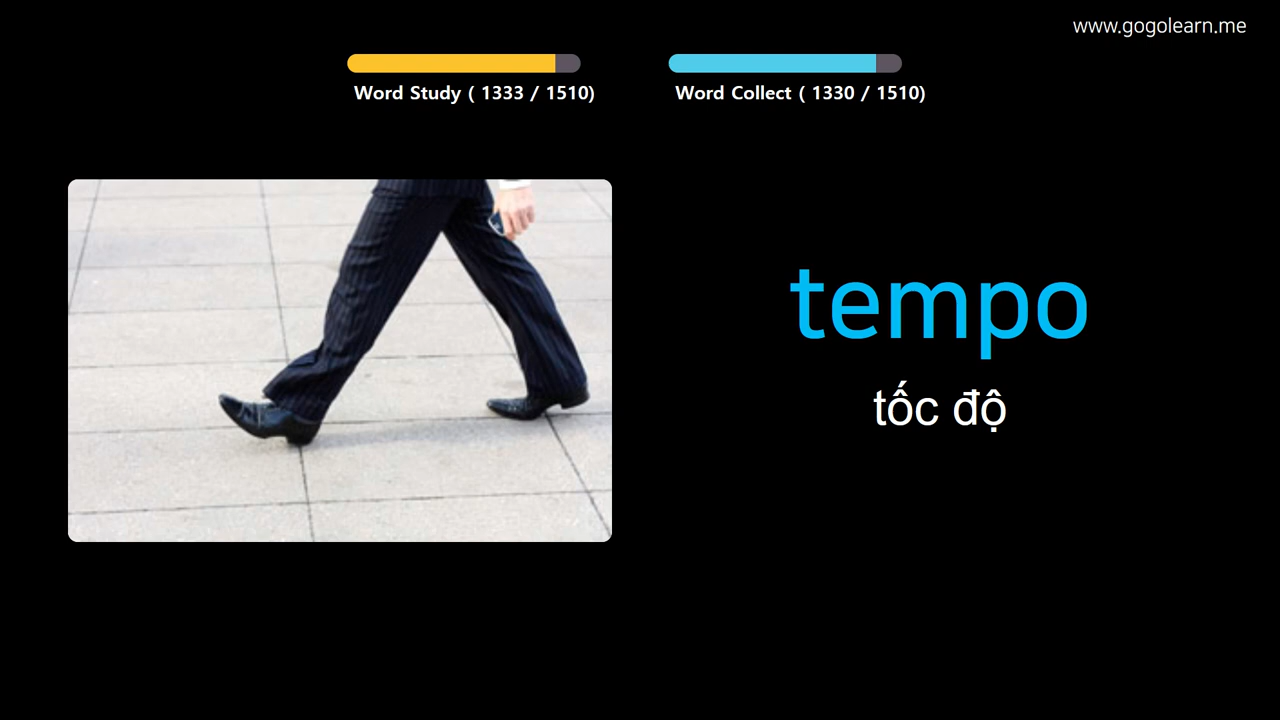 www.gogolearn.me
Word Study ( 1333 / 1510)
Word Collect ( 1330 / 1510)
tempo
tốc độ